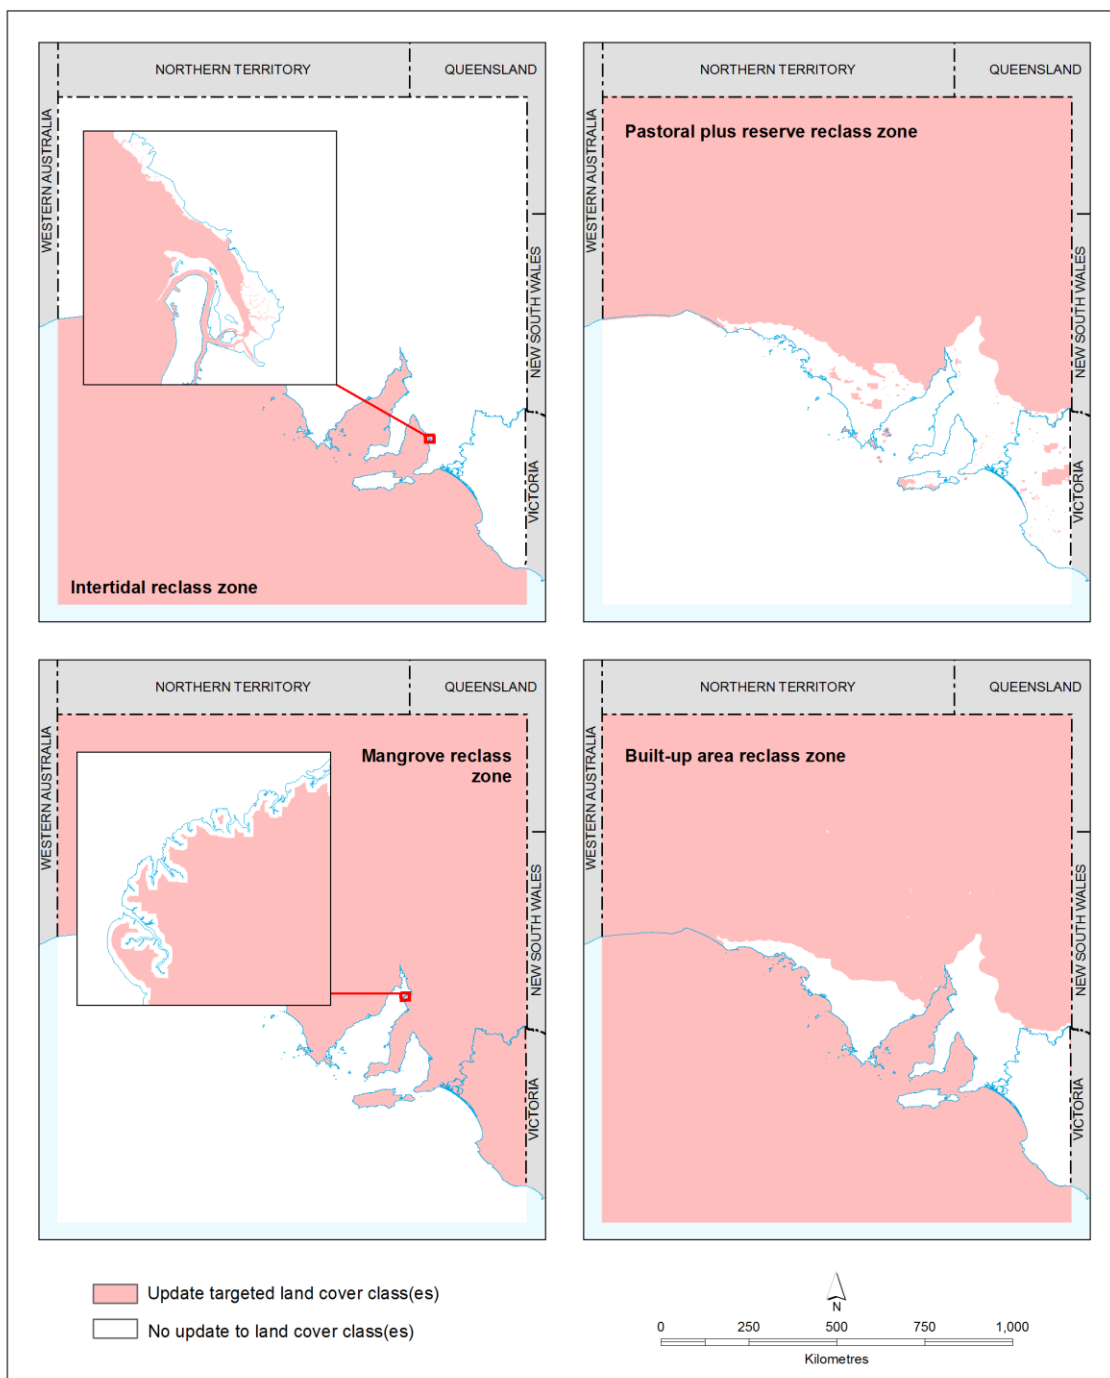 NORTHERN TERRITORY
QUEENSLAND
WESTERN AUSTRALIA
NEW SOUTH WALES
VICTORIA
Intertidal reclass zone
NORTHERN TERRITORY
QUEENSLAND
WESTERN AUSTRALIA
Pastoral plus reserve reclass zone
NEW SOUTH WALES
VICTORIA
NORTHERN TERRITORY
QUEENSLAND
WESTERN AUSTRALIA
Mangrove reclass
zone
NEW SOUTH WALES
VICTORIA
NORTHERN TERRITORY
QUEENSLAND
WESTERN AUSTRALIA
Built-up area reclass zone
NEW SOUTH WALES
VICTORIA
Update targeted land cover class(es)
No update to land cover class(es)
N
0 250 500 750 1,000
Kilometres